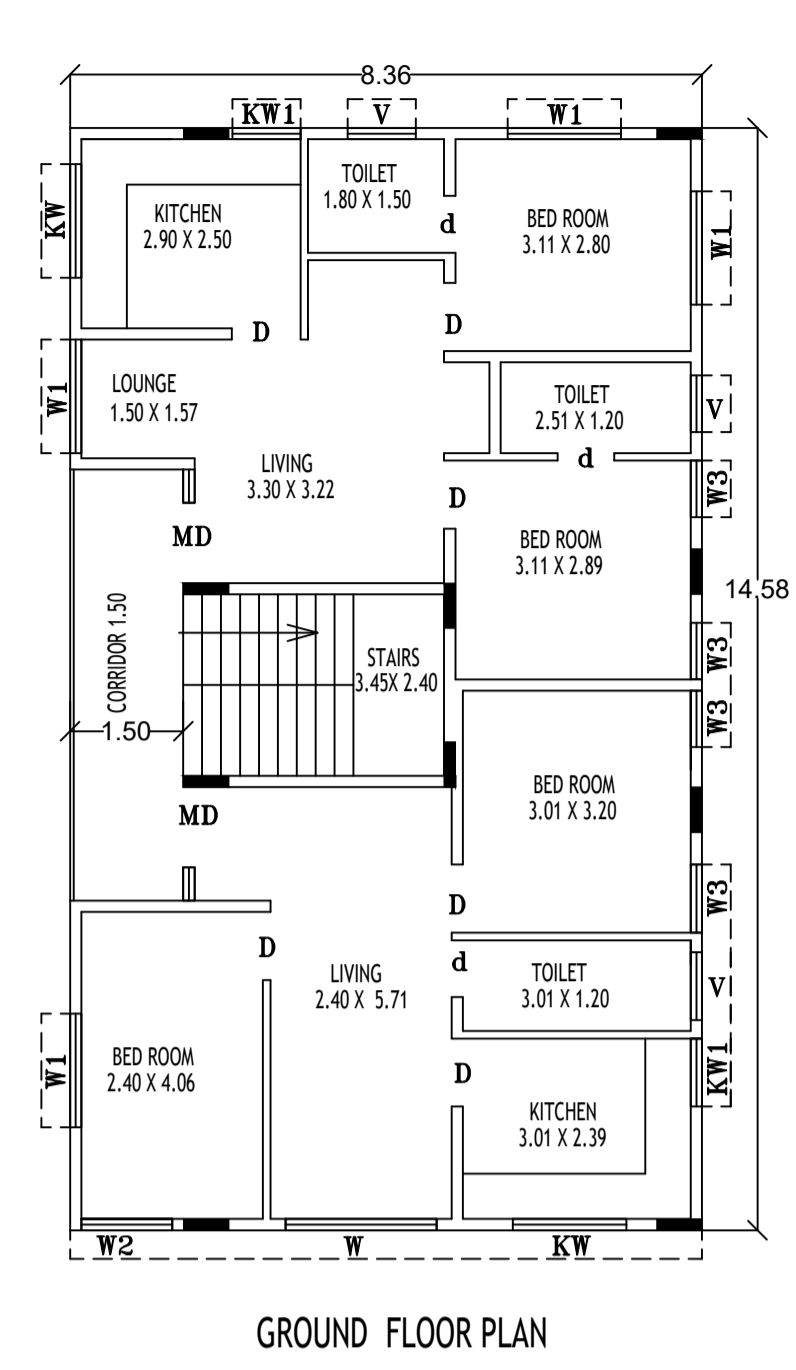 8.36
KW1
V
W1
TOILET
1.80 X 1.50
KW
KITCHEN
2.90 X 2.50
d
BED ROOM
3.11 X 2.80
W1
D
D
W1
LOUNGE
1.50 X 1.57
TOILET
2.51 X 1.20
V
d
LIVING
3.30 X 3.22
D
W3
MD
BED ROOM
3.11 X 2.89
14.58
CORRIDOR 1.50
STAIRS
3.45X 2.40
W3
W3
1.50
BED ROOM
3.01 X 3.20
MD
D
W3
D
d
LIVING
2.40 X 5.71
TOILET
3.01 X 1.20
V
W1
BED ROOM
2.40 X 4.06
D
KW1
KITCHEN
3.01 X 2.39
W2
W
KW
GROUND FLOOR PLAN